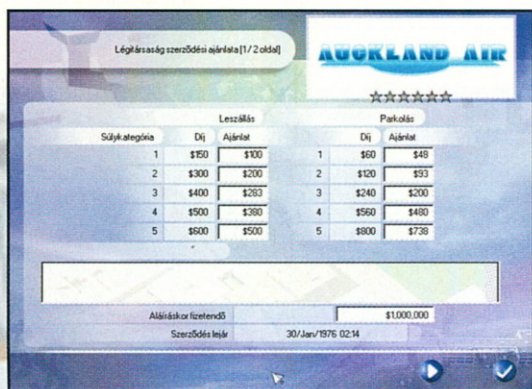 Légitársaság szerződési ajánlata [1/ 2 oldal]
AUCKLAND AIR
Leszállás Parkolás
Súlykategória Díj Ajánlat Díj Ajánlat
1 $150 $100 1 $60 $48
2 $300 $200 2 $120 $93
3 $400 $283 3 $240 $200
4 $500 $380 4 $560 $480
5 $600 $500 5 $800 $738
Aláíráskor fizetendő $1,000,000
Szerződés lejár 30/Jan/1976 02:14